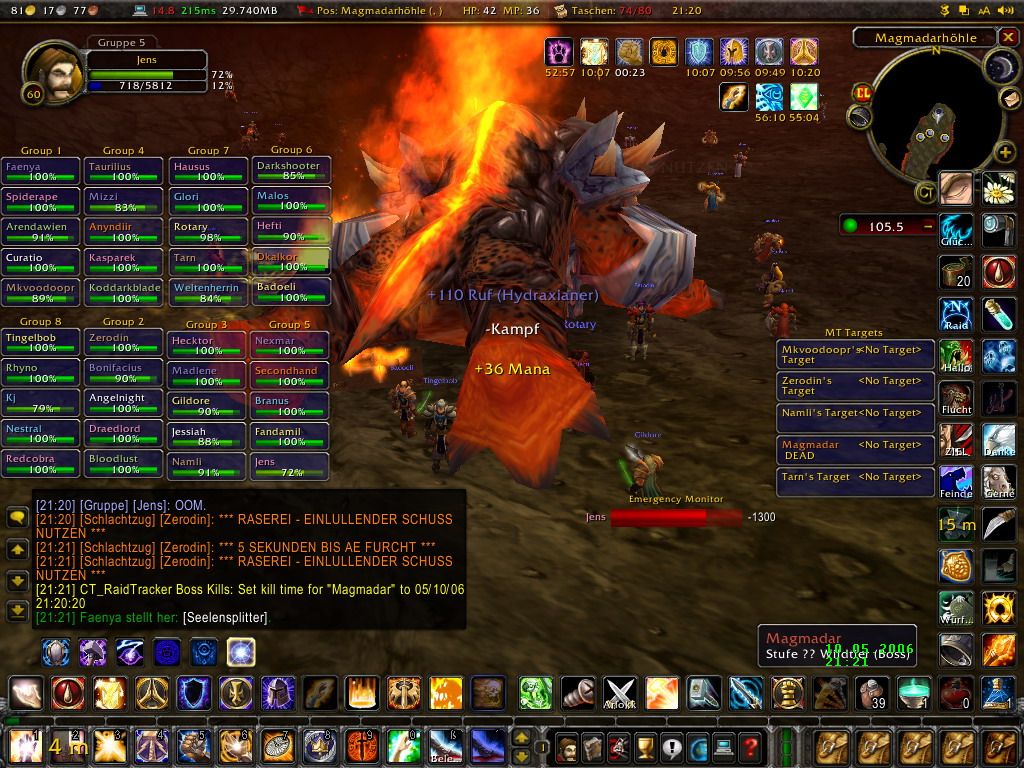 81 17 77 14.8 215ms 29.740MB Pos: Magmadarhöhle (, ) HP: 42 MP: 36 Taschen: 74/80 21:20
Magmadarhöhle
N
Gruppe 5
Jens
60
718/5812
72%
12%
52:57 10:07 00:23 10:07 09:56 09:49 10:20
56:10 55:04
CL
CT
105.5
Group 1 Group 4 Group 7 Group 6
Faenya 100% Taurilius 100% Hausus 100% Darkshooter 85%
Spiderape 100% Mizzi 83% Glori 100% Malos 100%
Arendawien 91% Anyndlir 100% Rotary 98% Hefti 90%
Curatio 100% Kasparek 100% Tarn 100% Dkalkor 100%
Mkvoodoopr 89% Koddarkblade 100% Weltenherrin 84% Badoeli 100%
Group 8 Group 2 Group 3 Group 5
Tingelbob 100% Zerodin 100% Hecktor 100% Nexmar 100%
Rhyno 100% Bonifacius 90% Madlene 100% Secondhand 100%
Kj 79% Angelnight 100% Gildore 90% Branus 100%
Nestral 100% Draedlord 100% Jessiah 88% Fandamil 100%
Redcobra 100% Bloodlust 100% Namli 91% Jens 72%
+110 Ruf (Hydraxianer)
-Kampf
Rotary
+36 Mana
Badoeli
Tingelbob
Gildore
MT Targets
Mkvoodoopr's Target <No Target>
Zerodin's Target <No Target>
Namli's Target <No Target>
Magmadar DEAD <No Target>
Tarn's Target <No Target>
Emergency Monitor
Jens -1300
20
Raid
Flucht
ZIEL
Danke
Feinde
Gerne
15 m
[21:20] [Gruppe] [Jens]: OOM.
[21:20] [Schlachtzug] [Zerodin]: *** RASEREI - EINLULLENDER SCHUSS
NUTZEN ***
[21:21] [Schlachtzug] [Zerodin]: *** 5 SEKUNDEN BIS AE FURCHT ***
[21:21] [Schlachtzug] [Zerodin]: *** RASEREI - EINLULLENDER SCHUSS
NUTZEN ***
[21:21] CT_RaidTracker Boss Kills: Set kill time for "Magmadar" to 05/10/06
21:20:20
[21:21] Faenya stellt her: [Seelensplitter].
Magmadar
Stufe ?? Wildtier (Boss)
10.05.2006
21:21
39 1 0 1
4 m